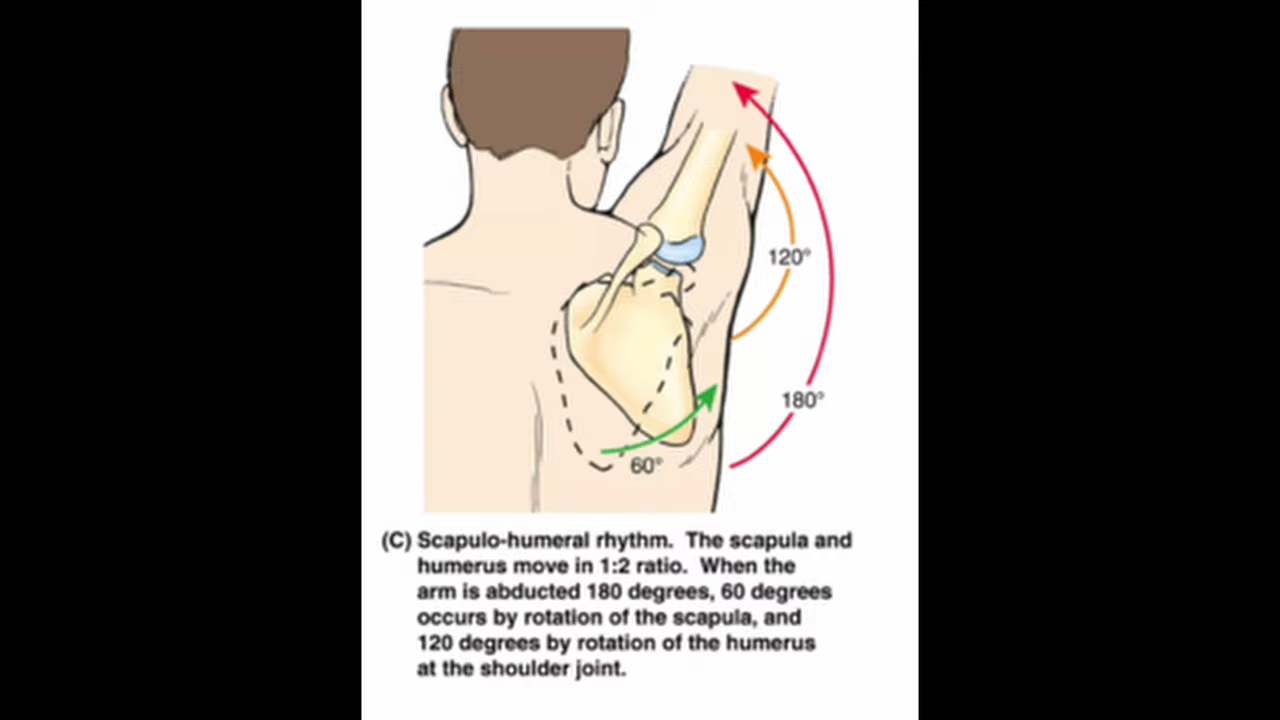 120°
180°
60°
(C) Scapulo-humeral rhythm. The scapula and
humerus move in 1:2 ratio. When the
arm is abducted 180 degrees, 60 degrees
occurs by rotation of the scapula, and
120 degrees by rotation of the humerus
at the shoulder joint.